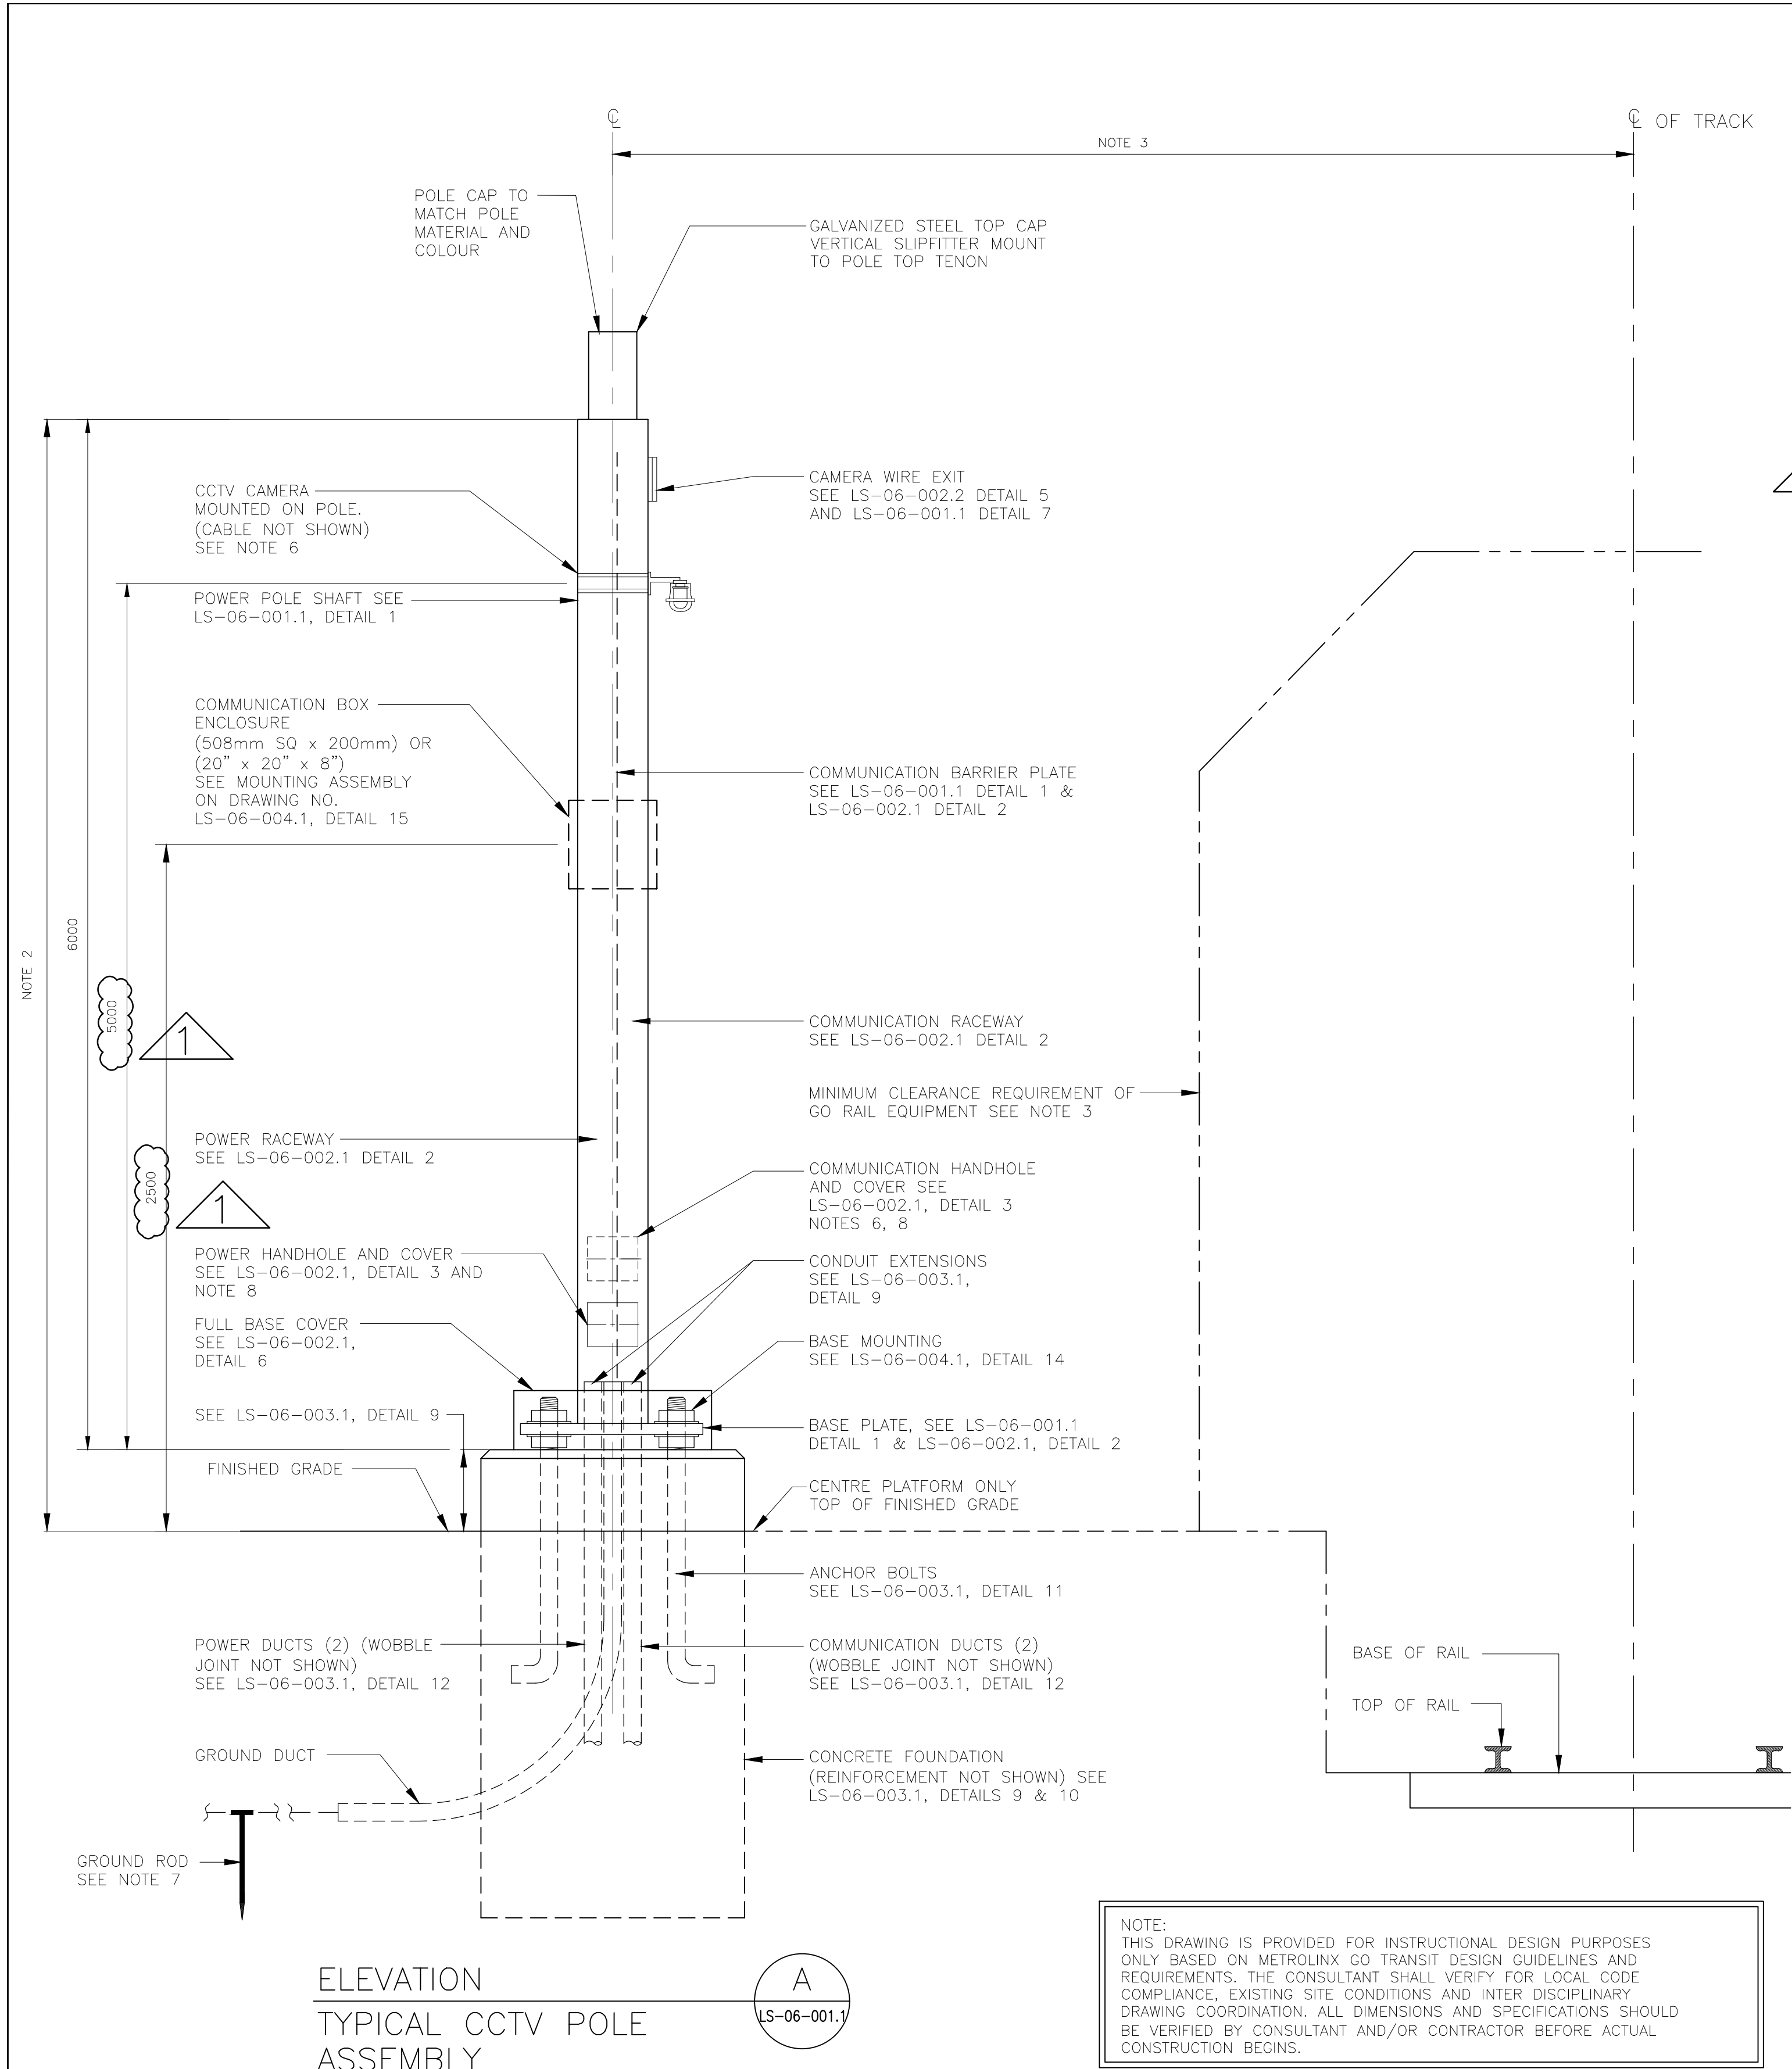 ℄
℄ OF TRACK
NOTE 3
POLE CAP TO
MATCH POLE
MATERIAL AND
COLOUR
GALVANIZED STEEL TOP CAP
VERTICAL SLIPFITTER MOUNT
TO POLE TOP TENON
CCTV CAMERA
MOUNTED ON POLE.
(CABLE NOT SHOWN)
SEE NOTE 6
CAMERA WIRE EXIT
SEE LS-06-002.2 DETAIL 5
AND LS-06-001.1 DETAIL 7
POWER POLE SHAFT SEE
LS-06-001.1, DETAIL 1
COMMUNICATION BOX
ENCLOSURE
(508mm SQ x 200mm) OR
(20" x 20" x 8")
SEE MOUNTING ASSEMBLY
ON DRAWING NO.
LS-06-004.1, DETAIL 15
COMMUNICATION BARRIER PLATE
SEE LS-06-001.1 DETAIL 1 &
LS-06-002.1 DETAIL 2
NOTE 2
6000
5000
1
2500
1
COMMUNICATION RACEWAY
SEE LS-06-002.1 DETAIL 2
MINIMUM CLEARANCE REQUIREMENT OF
GO RAIL EQUIPMENT SEE NOTE 3
POWER RACEWAY
SEE LS-06-002.1 DETAIL 2
COMMUNICATION HANDHOLE
AND COVER SEE
LS-06-002.1, DETAIL 3
NOTES 6, 8
POWER HANDHOLE AND COVER
SEE LS-06-002.1, DETAIL 3 AND
NOTE 8
CONDUIT EXTENSIONS
SEE LS-06-003.1,
DETAIL 9
FULL BASE COVER
SEE LS-06-002.1,
DETAIL 6
BASE MOUNTING
SEE LS-06-004.1, DETAIL 14
SEE LS-06-003.1, DETAIL 9
BASE PLATE, SEE LS-06-001.1
DETAIL 1 & LS-06-002.1, DETAIL 2
FINISHED GRADE
CENTRE PLATFORM ONLY
TOP OF FINISHED GRADE
ANCHOR BOLTS
SEE LS-06-003.1, DETAIL 11
POWER DUCTS (2) (WOBBLE
JOINT NOT SHOWN)
SEE LS-06-003.1, DETAIL 12
COMMUNICATION DUCTS (2)
(WOBBLE JOINT NOT SHOWN)
SEE LS-06-003.1, DETAIL 12
BASE OF RAIL
TOP OF RAIL
GROUND DUCT
CONCRETE FOUNDATION
(REINFORCEMENT NOT SHOWN) SEE
LS-06-003.1, DETAILS 9 & 10
GROUND ROD
SEE NOTE 7
ELEVATION
TYPICAL CCTV POLE
ASSEMBLY
A
LS-06-001.1
NOTE:
THIS DRAWING IS PROVIDED FOR INSTRUCTIONAL DESIGN PURPOSES
ONLY BASED ON METROLINX GO TRANSIT DESIGN GUIDELINES AND
REQUIREMENTS. THE CONSULTANT SHALL VERIFY FOR LOCAL CODE
COMPLIANCE, EXISTING SITE CONDITIONS AND INTER DISCIPLINARY
DRAWING COORDINATION. ALL DIMENSIONS AND SPECIFICATIONS SHOULD
BE VERIFIED BY CONSULTANT AND/OR CONTRACTOR BEFORE ACTUAL
CONSTRUCTION BEGINS.